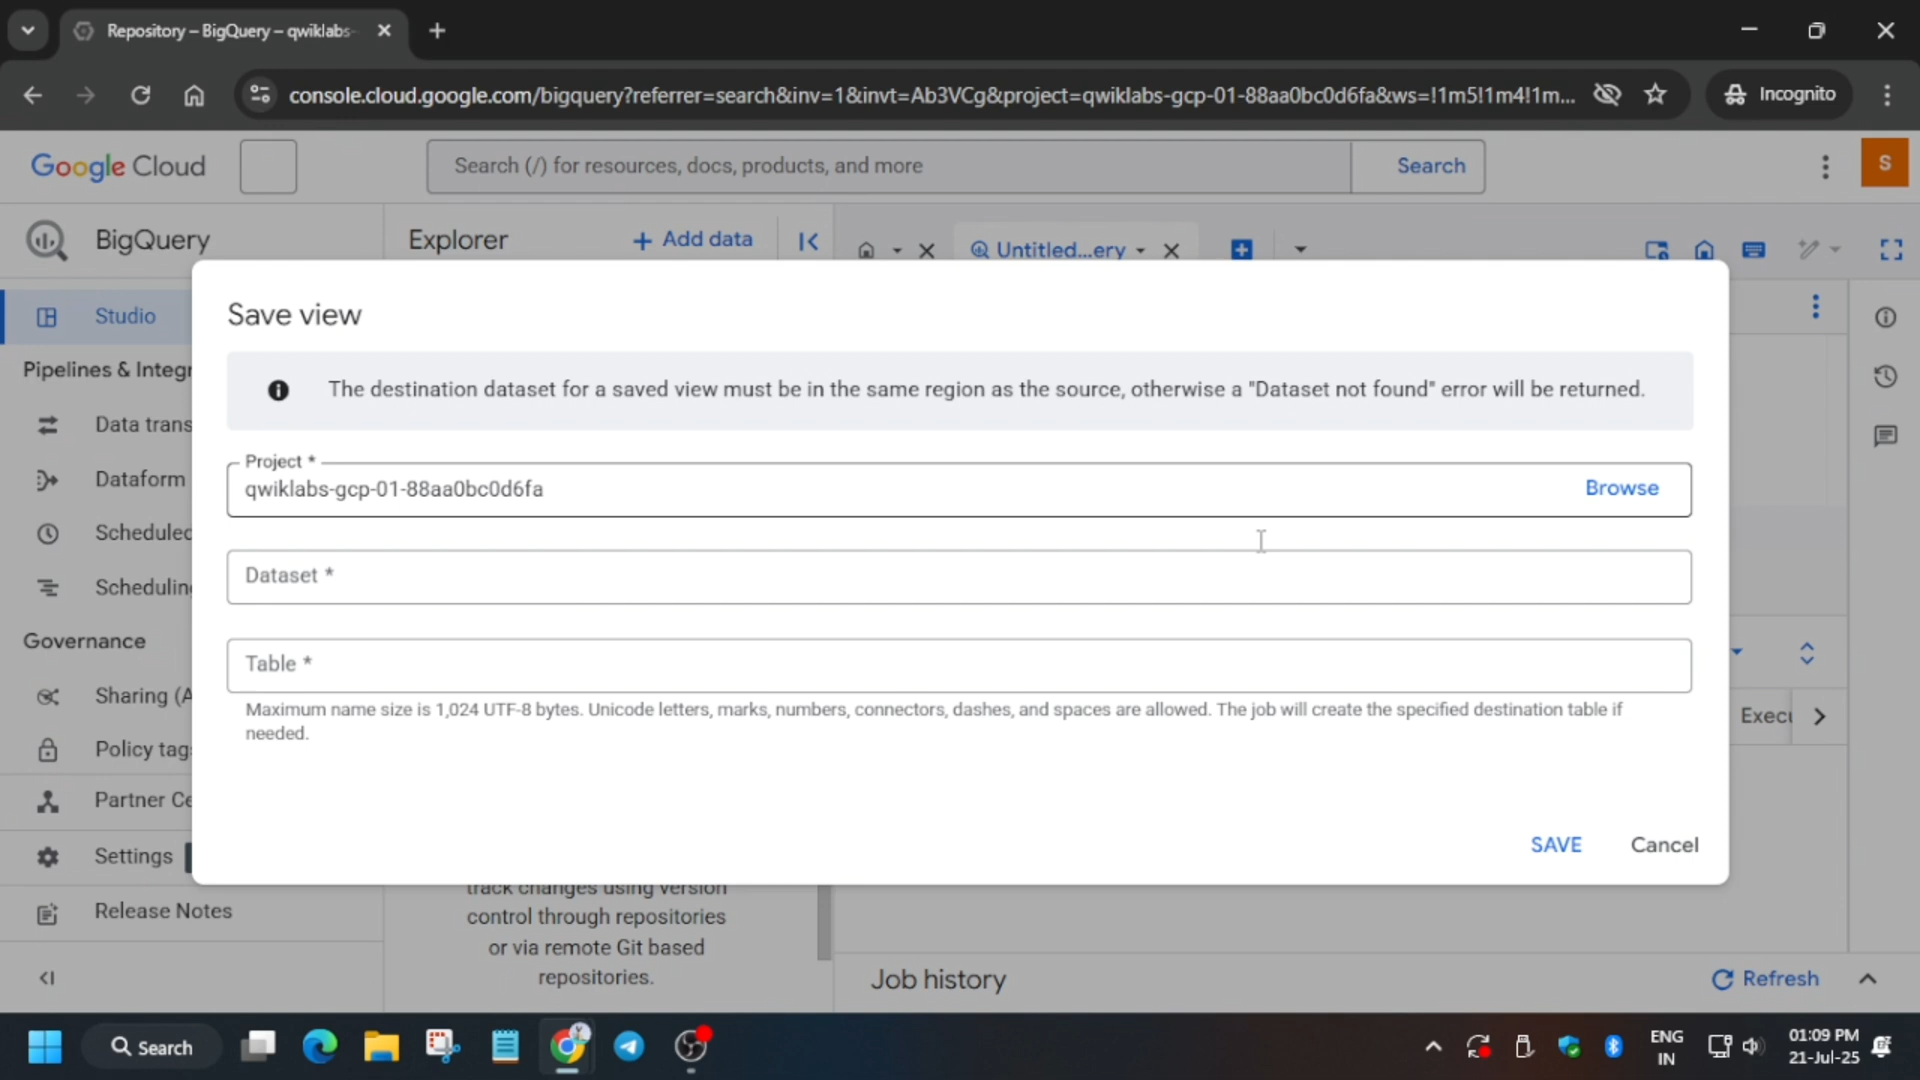 Repository – BigQuery – qwiklabs-
console.cloud.google.com/bigquery?referrer=search&inv=1&invt=Ab3VCg&project=qwiklabs-gcp-01-88aa0bc0d6fa&ws=!1m5!1m4!1m...
Incognito
Google Cloud
Search (/) for resources, docs, products, and more
Search
S
BigQuery
Explorer
+ Add data
Untitled...ery
Save view
The destination dataset for a saved view must be in the same region as the source, otherwise a "Dataset not found" error will be returned.
Project *
qwiklabs-gcp-01-88aa0bc0d6fa
Browse
Dataset *
Table *
Maximum name size is 1,024 UTF-8 bytes. Unicode letters, marks, numbers, connectors, dashes, and spaces are allowed. The job will create the specified destination table if
needed.
SAVE
Cancel
Studio
Pipelines & Integr
Data trans
Dataform
Scheduled
Scheduling
Governance
Sharing (A
Policy tag
Partner Ce
Settings
Release Notes
Execu
track changes using version
control through repositories
or via remote Git based
repositories.
Job history
Refresh
Search
ENG
IN
01:09 PM
21-Jul-25